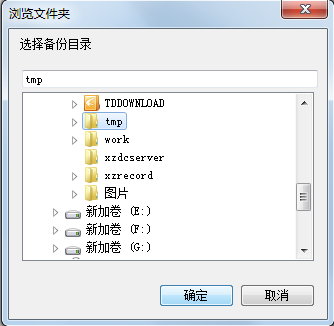 浏览文件夹
选择备份目录
tmp
TDDOWNLOAD
tmp
work
xzdcserver
xzrecord
图片
新加卷 (E:)
新加卷 (F:)
新加卷 (G:)
确定
取消